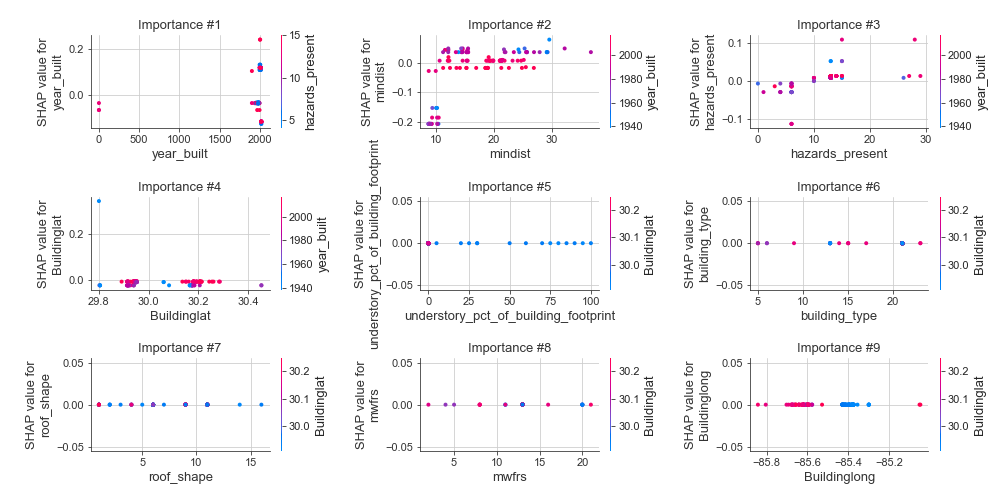 Importance #1
SHAP value for
year_built
0.2
0.0
0
500
1000
1500
2000
year_built
15
10
5
hazards_present
Importance #2
SHAP value for
mindist
0.0
−0.1
−0.2
10
20
30
mindist
2000
1980
1960
1940
year_built
Importance #3
SHAP value for
hazards_present
0.1
0.0
−0.1
0
10
20
30
hazards_present
2000
1980
1960
1940
year_built
Importance #4
SHAP value for
Buildinglat
0.2
0.0
29.8
30.0
30.2
30.4
Buildinglat
2000
1980
1960
1940
year_built
Importance #5
SHAP value for
understory_pct_of_building_footprint
0.05
0.00
−0.05
0
25
50
75
100
understory_pct_of_building_footprint
30.2
30.1
30.0
Buildinglat
Importance #6
SHAP value for
building_type
0.05
0.00
−0.05
5
10
15
20
building_type
30.2
30.1
30.0
Buildinglat
Importance #7
SHAP value for
roof_shape
0.05
0.00
−0.05
5
10
15
roof_shape
30.2
30.1
30.0
Buildinglat
Importance #8
SHAP value for
mwfrs
0.05
0.00
−0.05
5
10
15
20
mwfrs
30.2
30.1
30.0
Buildinglat
Importance #9
SHAP value for
Buildinglong
0.05
0.00
−0.05
−85.8
−85.6
−85.4
−85.2
Buildinglong
30.2
30.1
30.0
Buildinglat